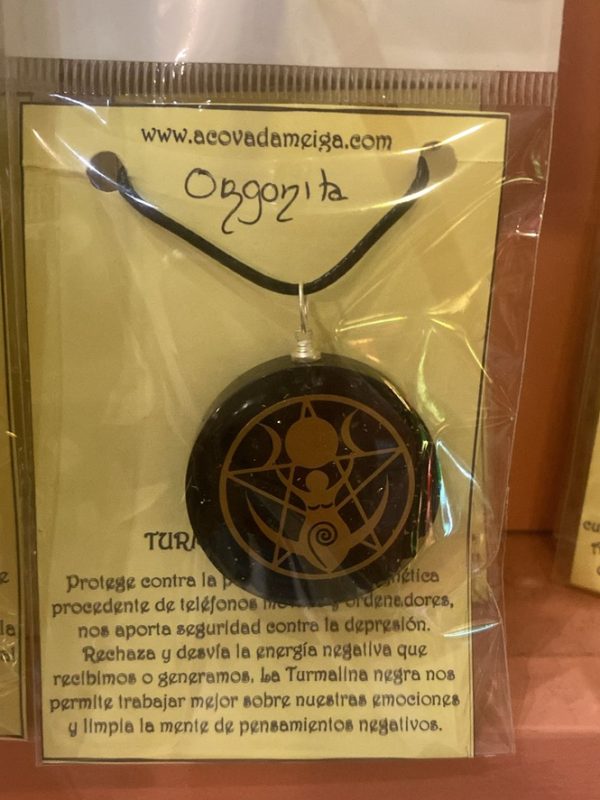 www.acovadameiga.com
Orgonita
Protege contra la
procedente de teléfonos y ordenadores,
nos aporta seguridad contra la depresión.
Rechaza y desvía la energía negativa que
recibimos o generamos. La Turmalina negra nos
permite trabajar mejor sobre nuestras emociones
y limpia la mente de pensamientos negativos.